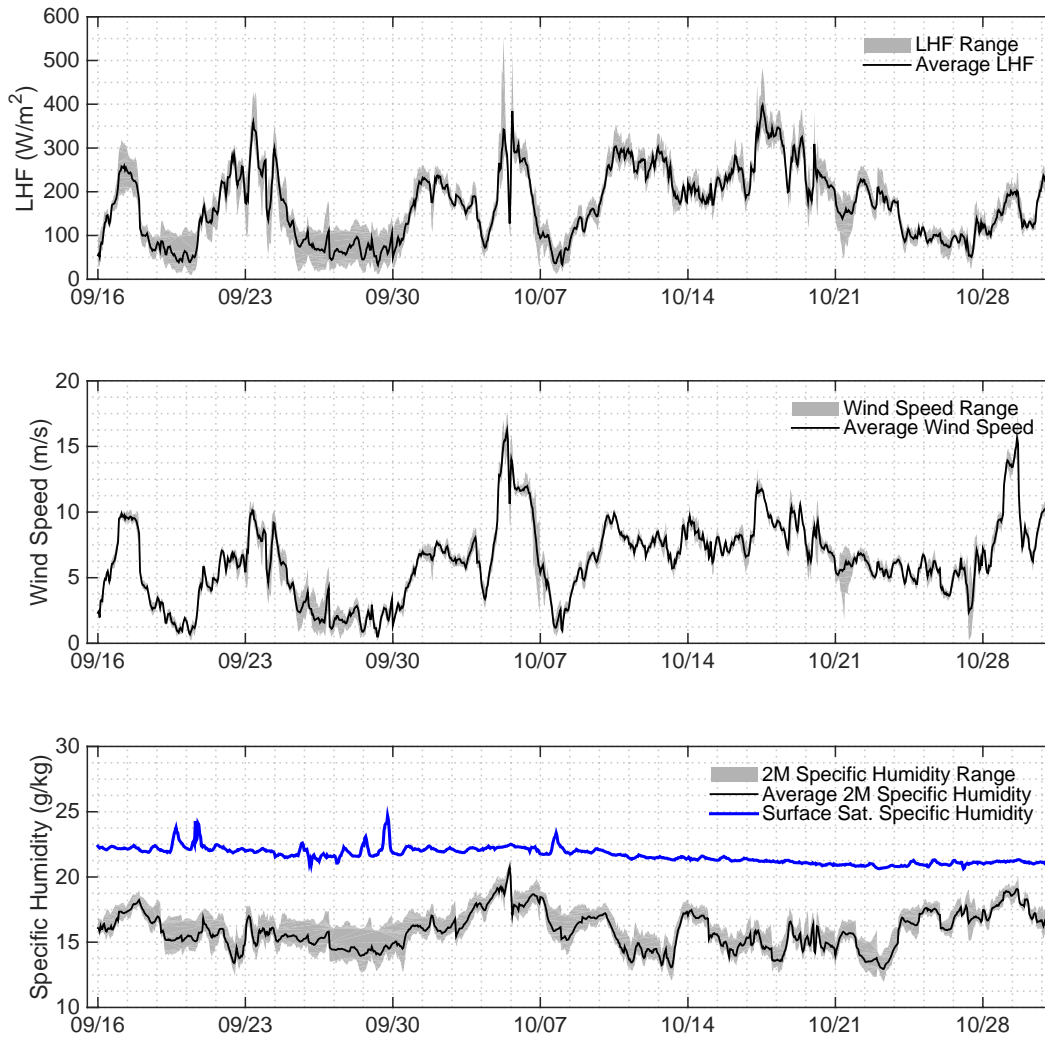 600
500
400
300
200
100
0
LHF (W/m²)
LHF Range
Average LHF
09/16 09/23 09/30 10/07 10/14 10/21 10/28
20
15
10
5
0
Wind Speed (m/s)
Wind Speed Range
Average Wind Speed
09/16 09/23 09/30 10/07 10/14 10/21 10/28
30
25
20
15
10
Specific Humidity (g/kg)
2M Specific Humidity Range
Average 2M Specific Humidity
Surface Sat. Specific Humidity
09/16 09/23 09/30 10/07 10/14 10/21 10/28